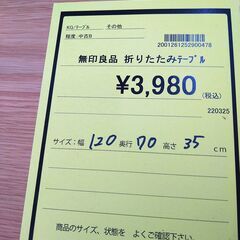 KG/テーブル その他
程度 中古B
2001261252900478
無印良品 折りたたみテーブル
¥3,980 (税込)
220325
サイズ:幅 120 奥行 70 高さ 35 cm
商品のサイズ、状態を よくご確認下さい